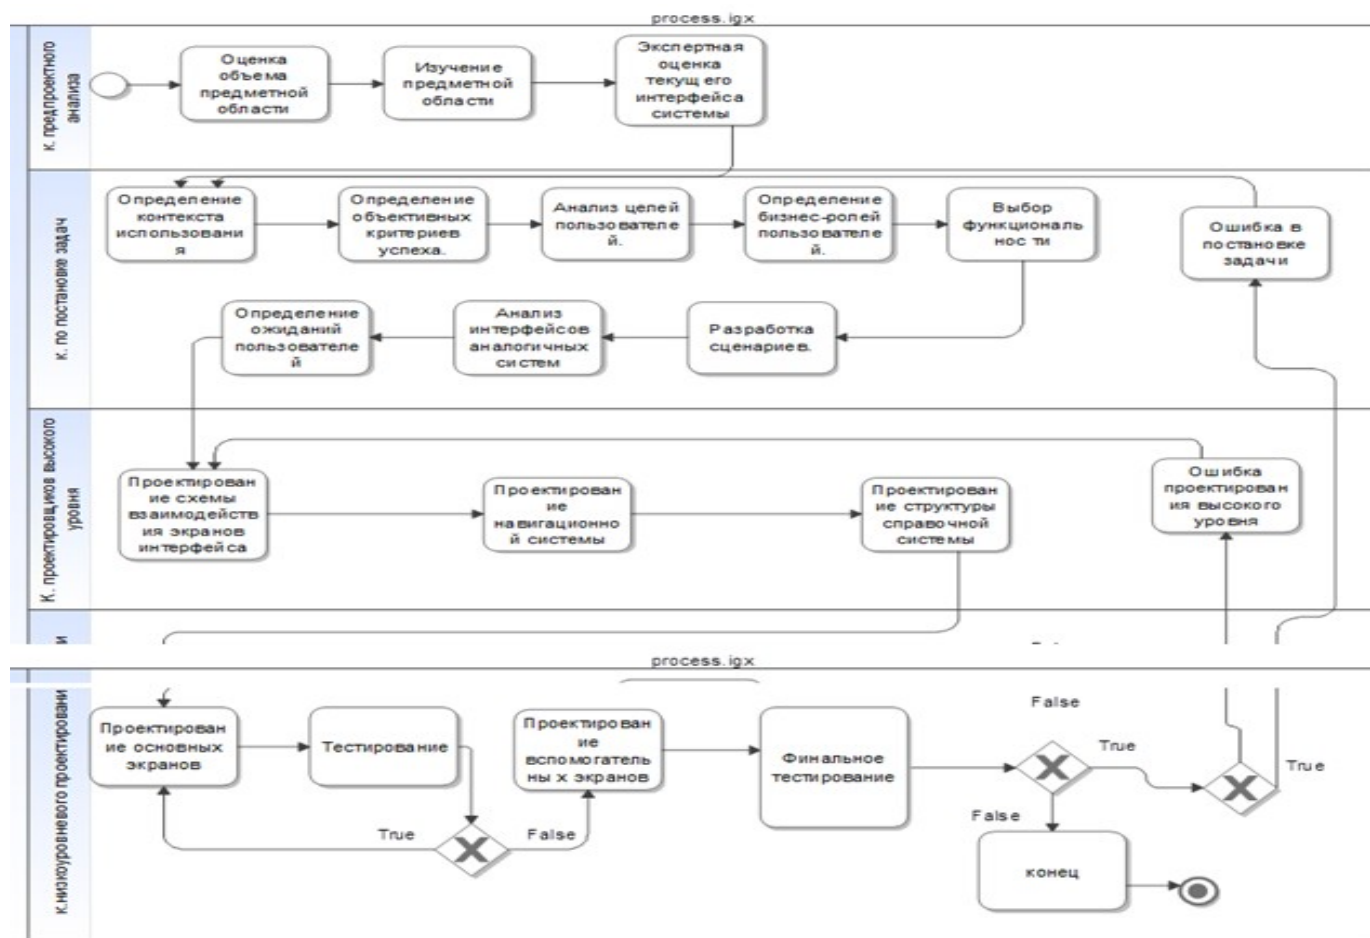 process.igx
к. предпроектного
анализа
Оценка
объема
предметной
области
Изучение
предметной
области
Экспертная
оценка
текущ его
интерфейса
системы
к. по постановке задач
Определение
контекста
использовани
я
Определение
объективных
критериев
успеха.
Анализ целей
пользователе
й.
Определение
бизнес-ролей
пользователе
й.
Выбор
функциональ
нос ти
Ошибка в
постановке
задачи
Определение
ожиданий
пользователе
й
Анализ
интерфейсов
аналогичных
систем
Разработка
сценариев.
К. проектировщиков высокого
уровня
Проектирован
ие схемы
взаимодейств
ия экранов
интерфейса
Проектирован
ие
навигационно
й системы
Проектирован
ие структуры
справочной
системы
Ошибка
проектирован
ия высокого
уровня
process.igx
к.низкоуровневого проектировани
Проектирован
ие основных
экранов
Тестирование
Проектирован
ие
вспомогатель
ны х экранов
Финальное
тестирование
False
True
True
True
False
False
конец